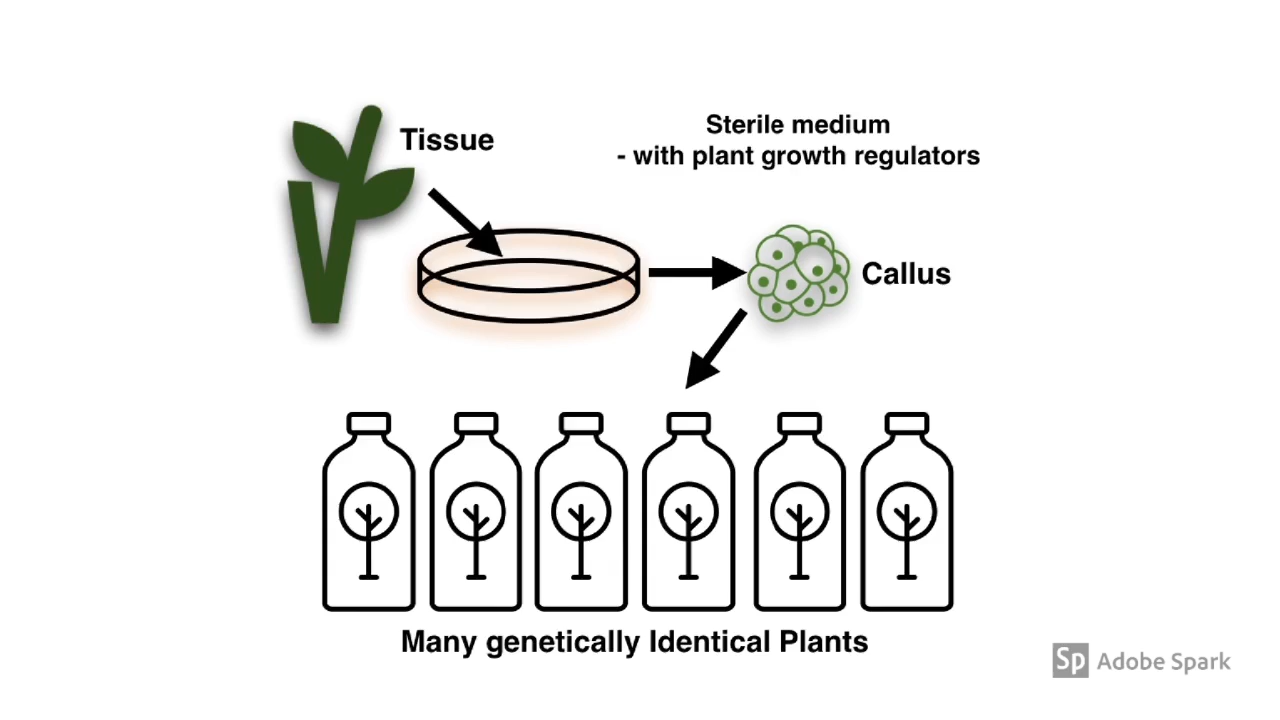 Tissue
Sterile medium
- with plant growth regulators
Callus
Many genetically Identical Plants
Sp Adobe Spark